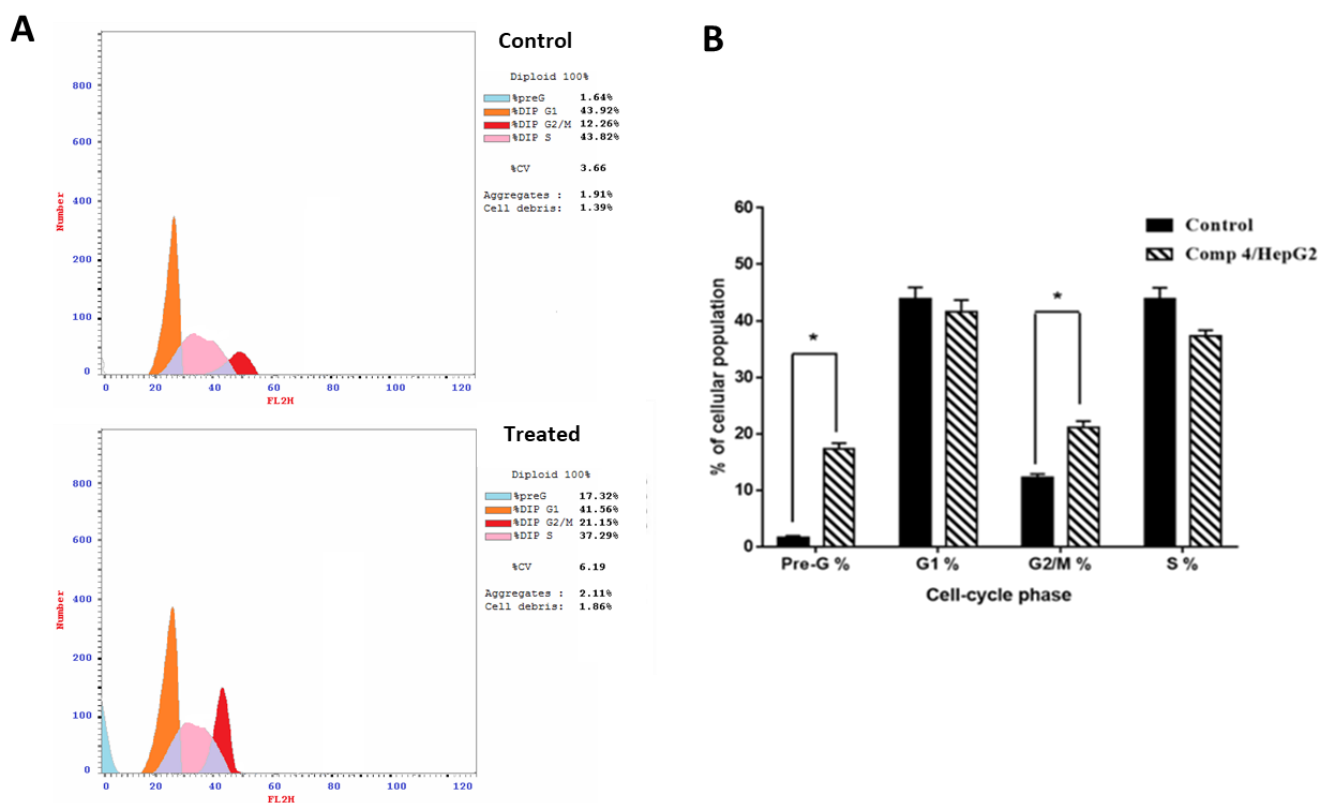 A
Control
Diploid 100%
%preG 1.64%
%DIP G1 43.92%
%DIP G2/M 12.26%
%DIP S 43.82%
%CV 3.66
Aggregates : 1.91%
Cell debris: 1.39%
Number
800
600
400
200
100
0
0 20 40 60 80 100 120
FL2H
Treated
Diploid 100%
%preG 17.32%
%DIP G1 41.56%
%DIP G2/M 21.15%
%DIP S 37.29%
%CV 6.19
Aggregates : 2.11%
Cell debris: 1.86%
Number
800
600
400
200
100
0
0 20 40 60 80 100 120
FL2H
B
Control
Comp 4/HepG2
% of cellular population
60
50
40
30
20
10
0
*
*
Pre-G % G1 % G2/M % S %
Cell-cycle phase